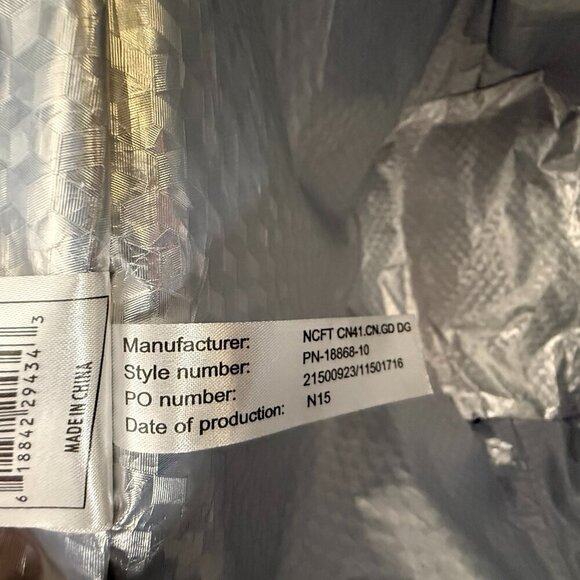 Manufacturer: NCFT CN41.CN.GD DG
Style number: PN-18868-10
PO number: 21500923/11501716
Date of production: N15
MADE IN CHINA
6 18842 29434 3